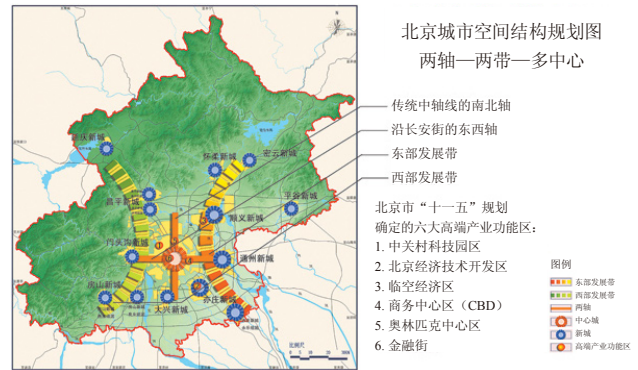 北京城市空间结构规划图
两轴—两带—多中心
传统中轴线的南北轴
沿长安街的东西轴
东部发展带
西部发展带
北京市“十一五”规划
确定的六大高端产业功能区：
1. 中关村科技园区
2. 北京经济技术开发区
3. 临空经济区
4. 商务中心区（CBD）
5. 奥林匹克中心区
6. 金融街
图例
东部发展带
西部发展带
两轴
中心城
新城
高端产业功能区
延庆新城
怀柔新城
密云新城
昌平新城
平谷新城
顺义新城
门头沟新城
通州新城
房山新城
亦庄新城
大兴新城
比例尺